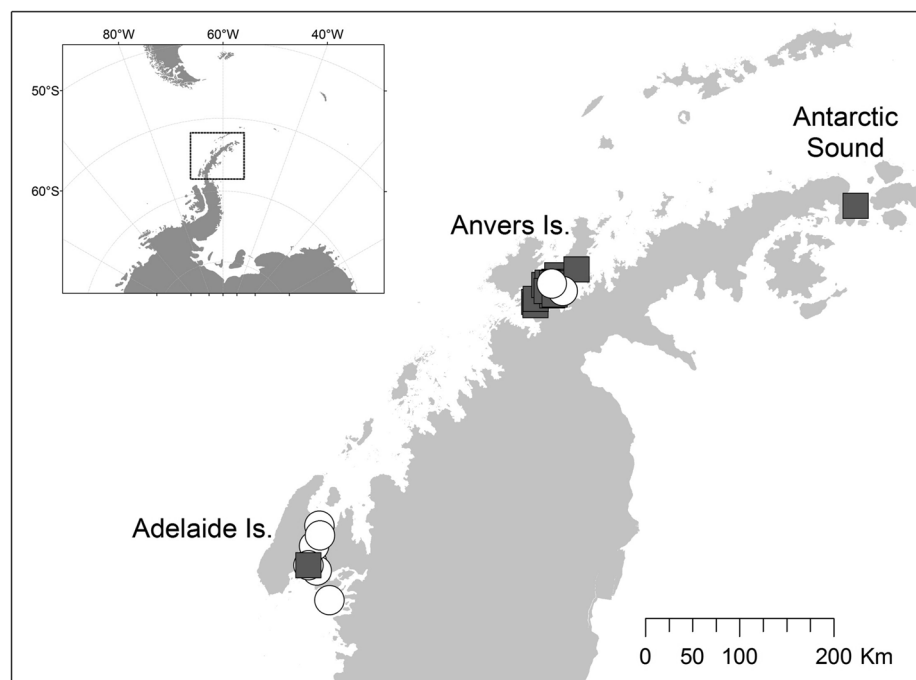 80°W
60°W
40°W
50°S
60°S
Antarctic
Sound
Anvers Is.
Adelaide Is.
0 50 100 200 Km